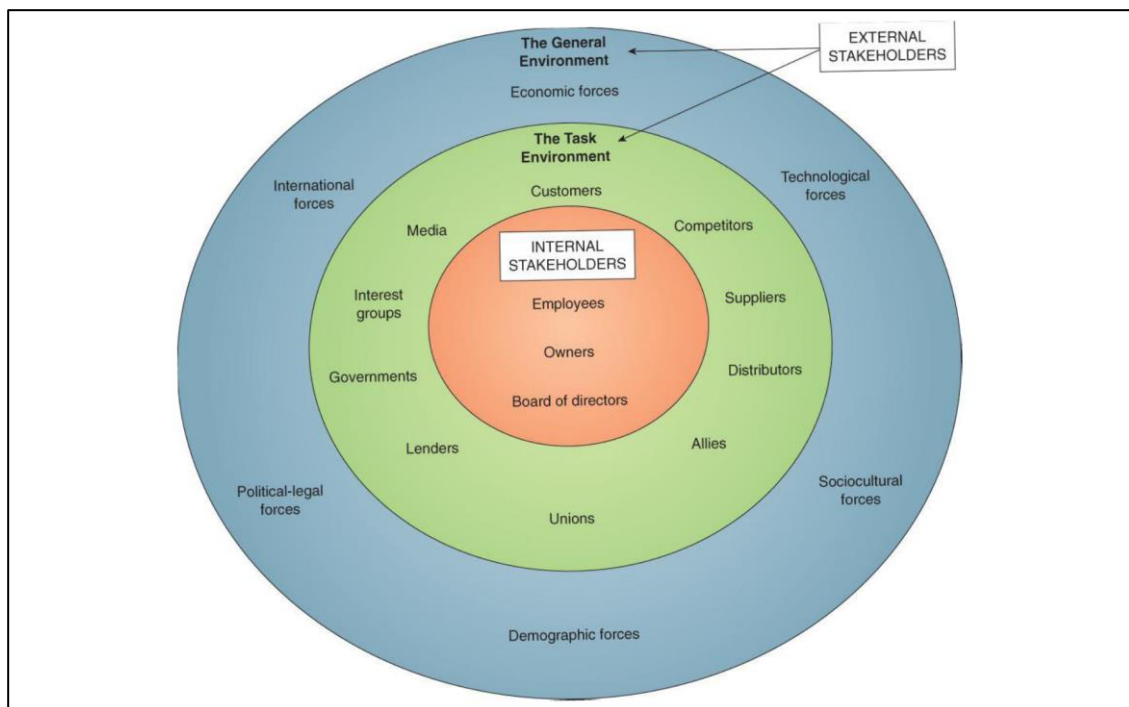 The General
Environment
EXTERNAL
STAKEHOLDERS
Economic forces
The Task
Environment
International
forces
Technological
forces
Customers
Media
Competitors
INTERNAL
STAKEHOLDERS
Interest
groups
Employees
Suppliers
Owners
Governments
Distributors
Board of directors
Lenders
Allies
Political-legal
forces
Sociocultural
forces
Unions
Demographic forces